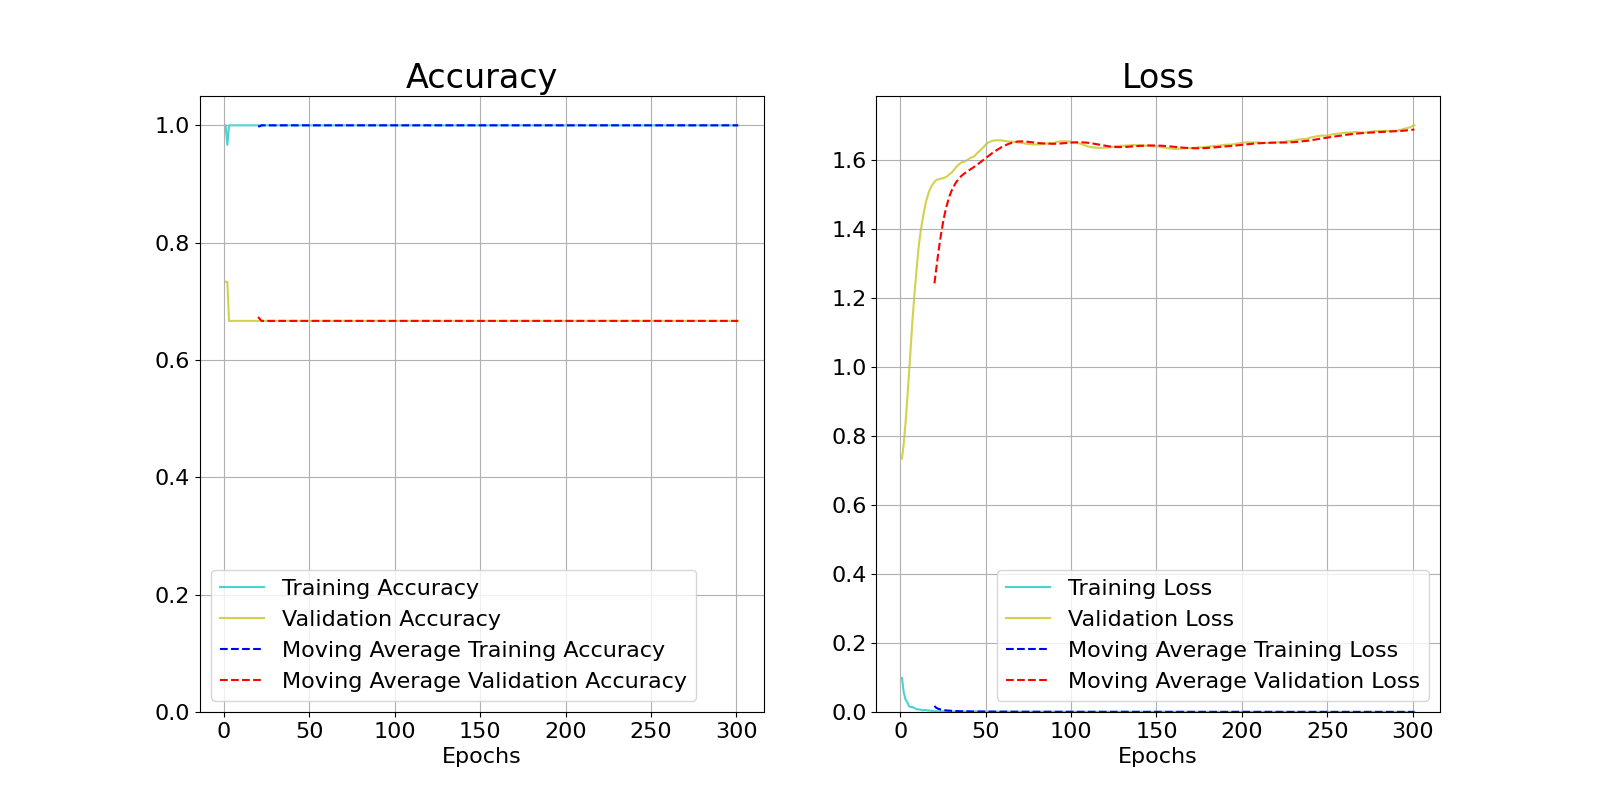 Accuracy
1.0
0.8
0.6
0.4
0.2
0.0
0 50 100 150 200 250 300
Epochs
Training Accuracy
Validation Accuracy
Moving Average Training Accuracy
Moving Average Validation Accuracy
Loss
1.6
1.4
1.2
1.0
0.8
0.6
0.4
0.2
0.0
0 50 100 150 200 250 300
Epochs
Training Loss
Validation Loss
Moving Average Training Loss
Moving Average Validation Loss